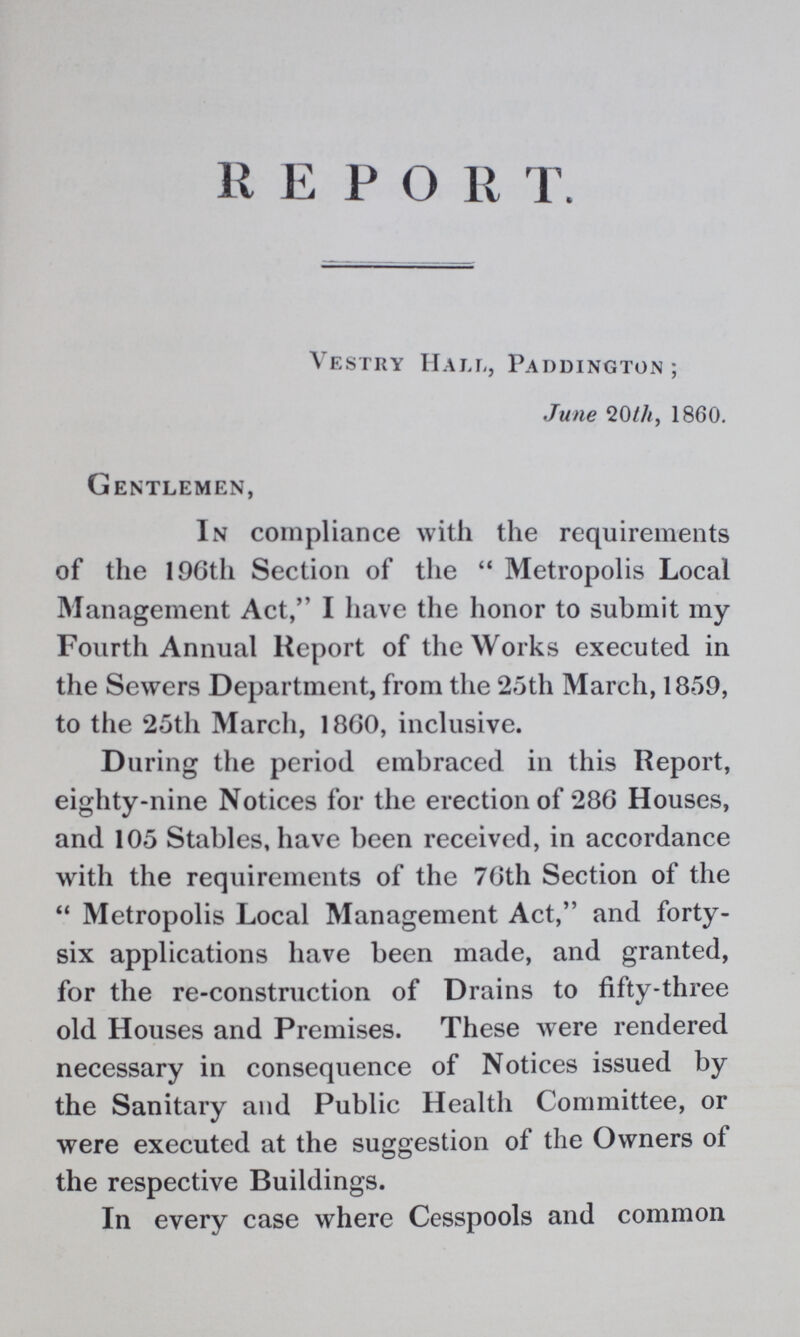 REPORT.
Vestry Hall, Paddington;
June 20th, 1860.
Gentlemen,
In compliance with the requirements
of the 196th Section of the “ Metropolis Local
Management Act,” I have the honor to submit my
Fourth Annual Report of the Works executed in
the Sewers Department, from the 25th March, 1859,
to the 25th March, 1860, inclusive.
During the period embraced in this Report,
eighty-nine Notices for the erection of 286 Houses,
and 105 Stables, have been received, in accordance
with the requirements of the 76th Section of the
“ Metropolis Local Management Act,” and forty-
six applications have been made, and granted,
for the re-construction of Drains to fifty-three
old Houses and Premises. These were rendered
necessary in consequence of Notices issued by
the Sanitary and Public Health Committee, or
were executed at the suggestion of the Owners of
the respective Buildings.
In every case where Cesspools and common